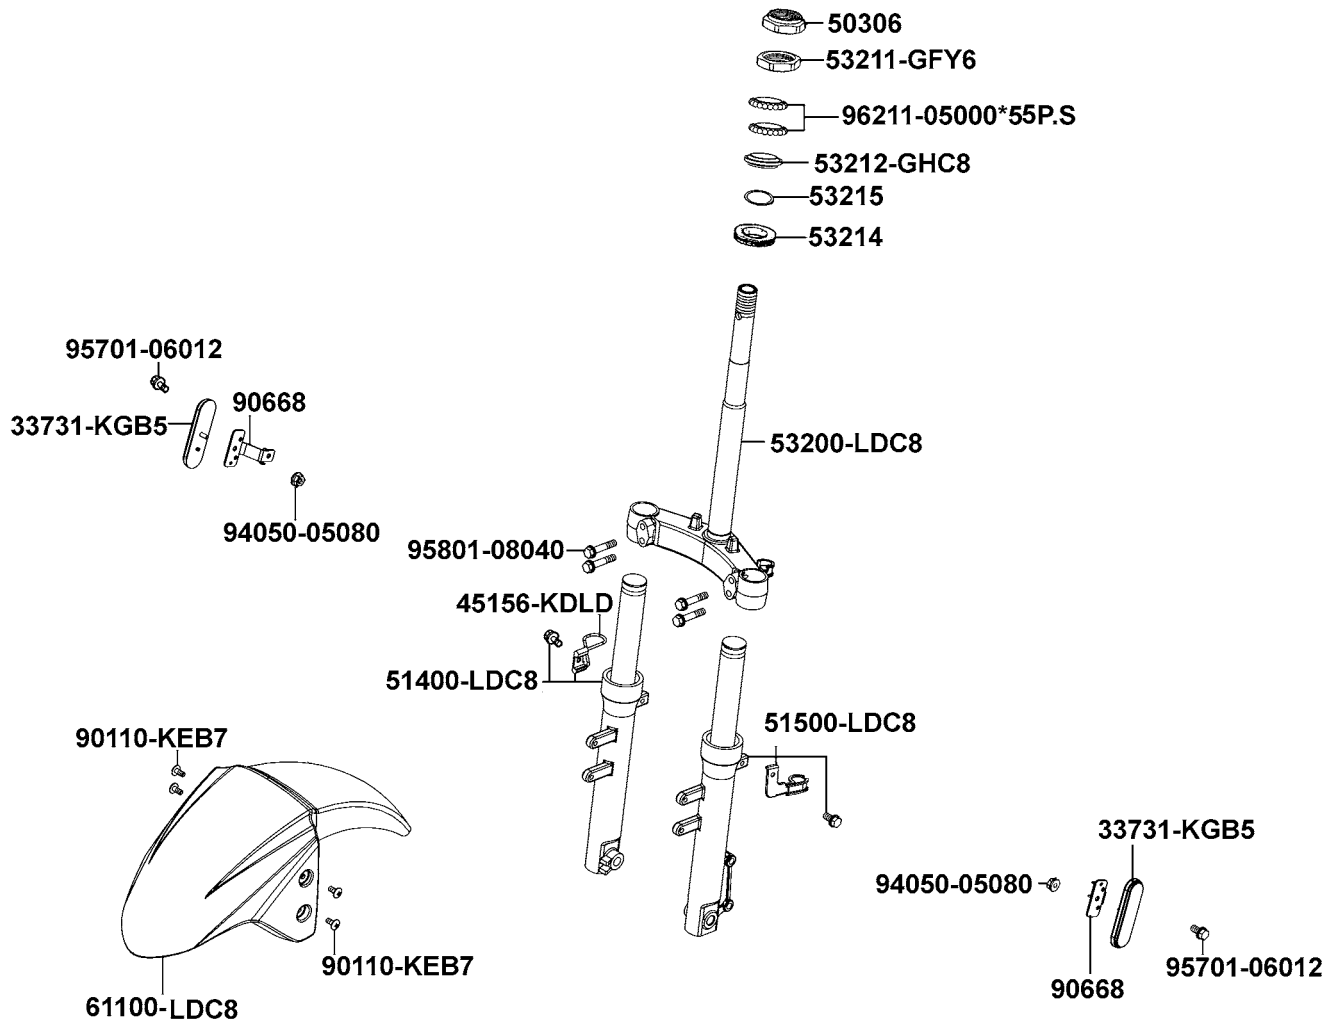 50306
53211-GFY6
96211-05000*55P.S
53212-GHC8
53215
53214
95701-06012
90668
33731-KGB5
53200-LDC8
94050-05080
95801-08040
45156-KDLD
51400-LDC8
51500-LDC8
90110-KEB7
33731-KGB5
94050-05080
90110-KEB7
95701-06012
90668
61100-LDC8